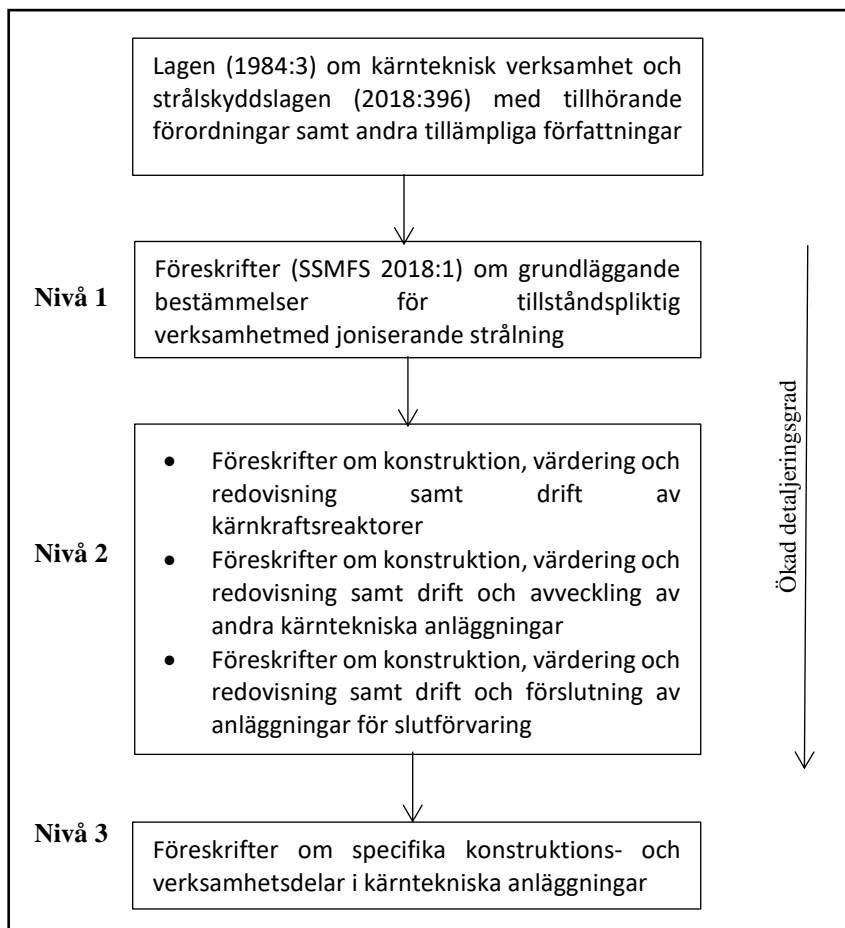 Lagen (1984:3) om kärnteknisk verksamhet och
strålskyddslagen (2018:396) med tillhörande
förordningar samt andra tillämpliga författningar
Nivå 1
Föreskrifter (SSMFS 2018:1) om grundläggande
bestämmelser för tillståndspliktig
verksamhetmed joniserande strålning
Nivå 2
• Föreskrifter om konstruktion, värdering och
redovisning samt drift av
kärnkraftsreaktorer
• Föreskrifter om konstruktion, värdering och
redovisning samt drift och avveckling av
andra kärntekniska anläggningar
• Föreskrifter om konstruktion, värdering och
redovisning samt drift och förslutning av
anläggningar för slutförvaring
Ökad detaljeringsgrad
Nivå 3
Föreskrifter om specifika konstruktions- och
verksamhetsdelar i kärntekniska anläggningar